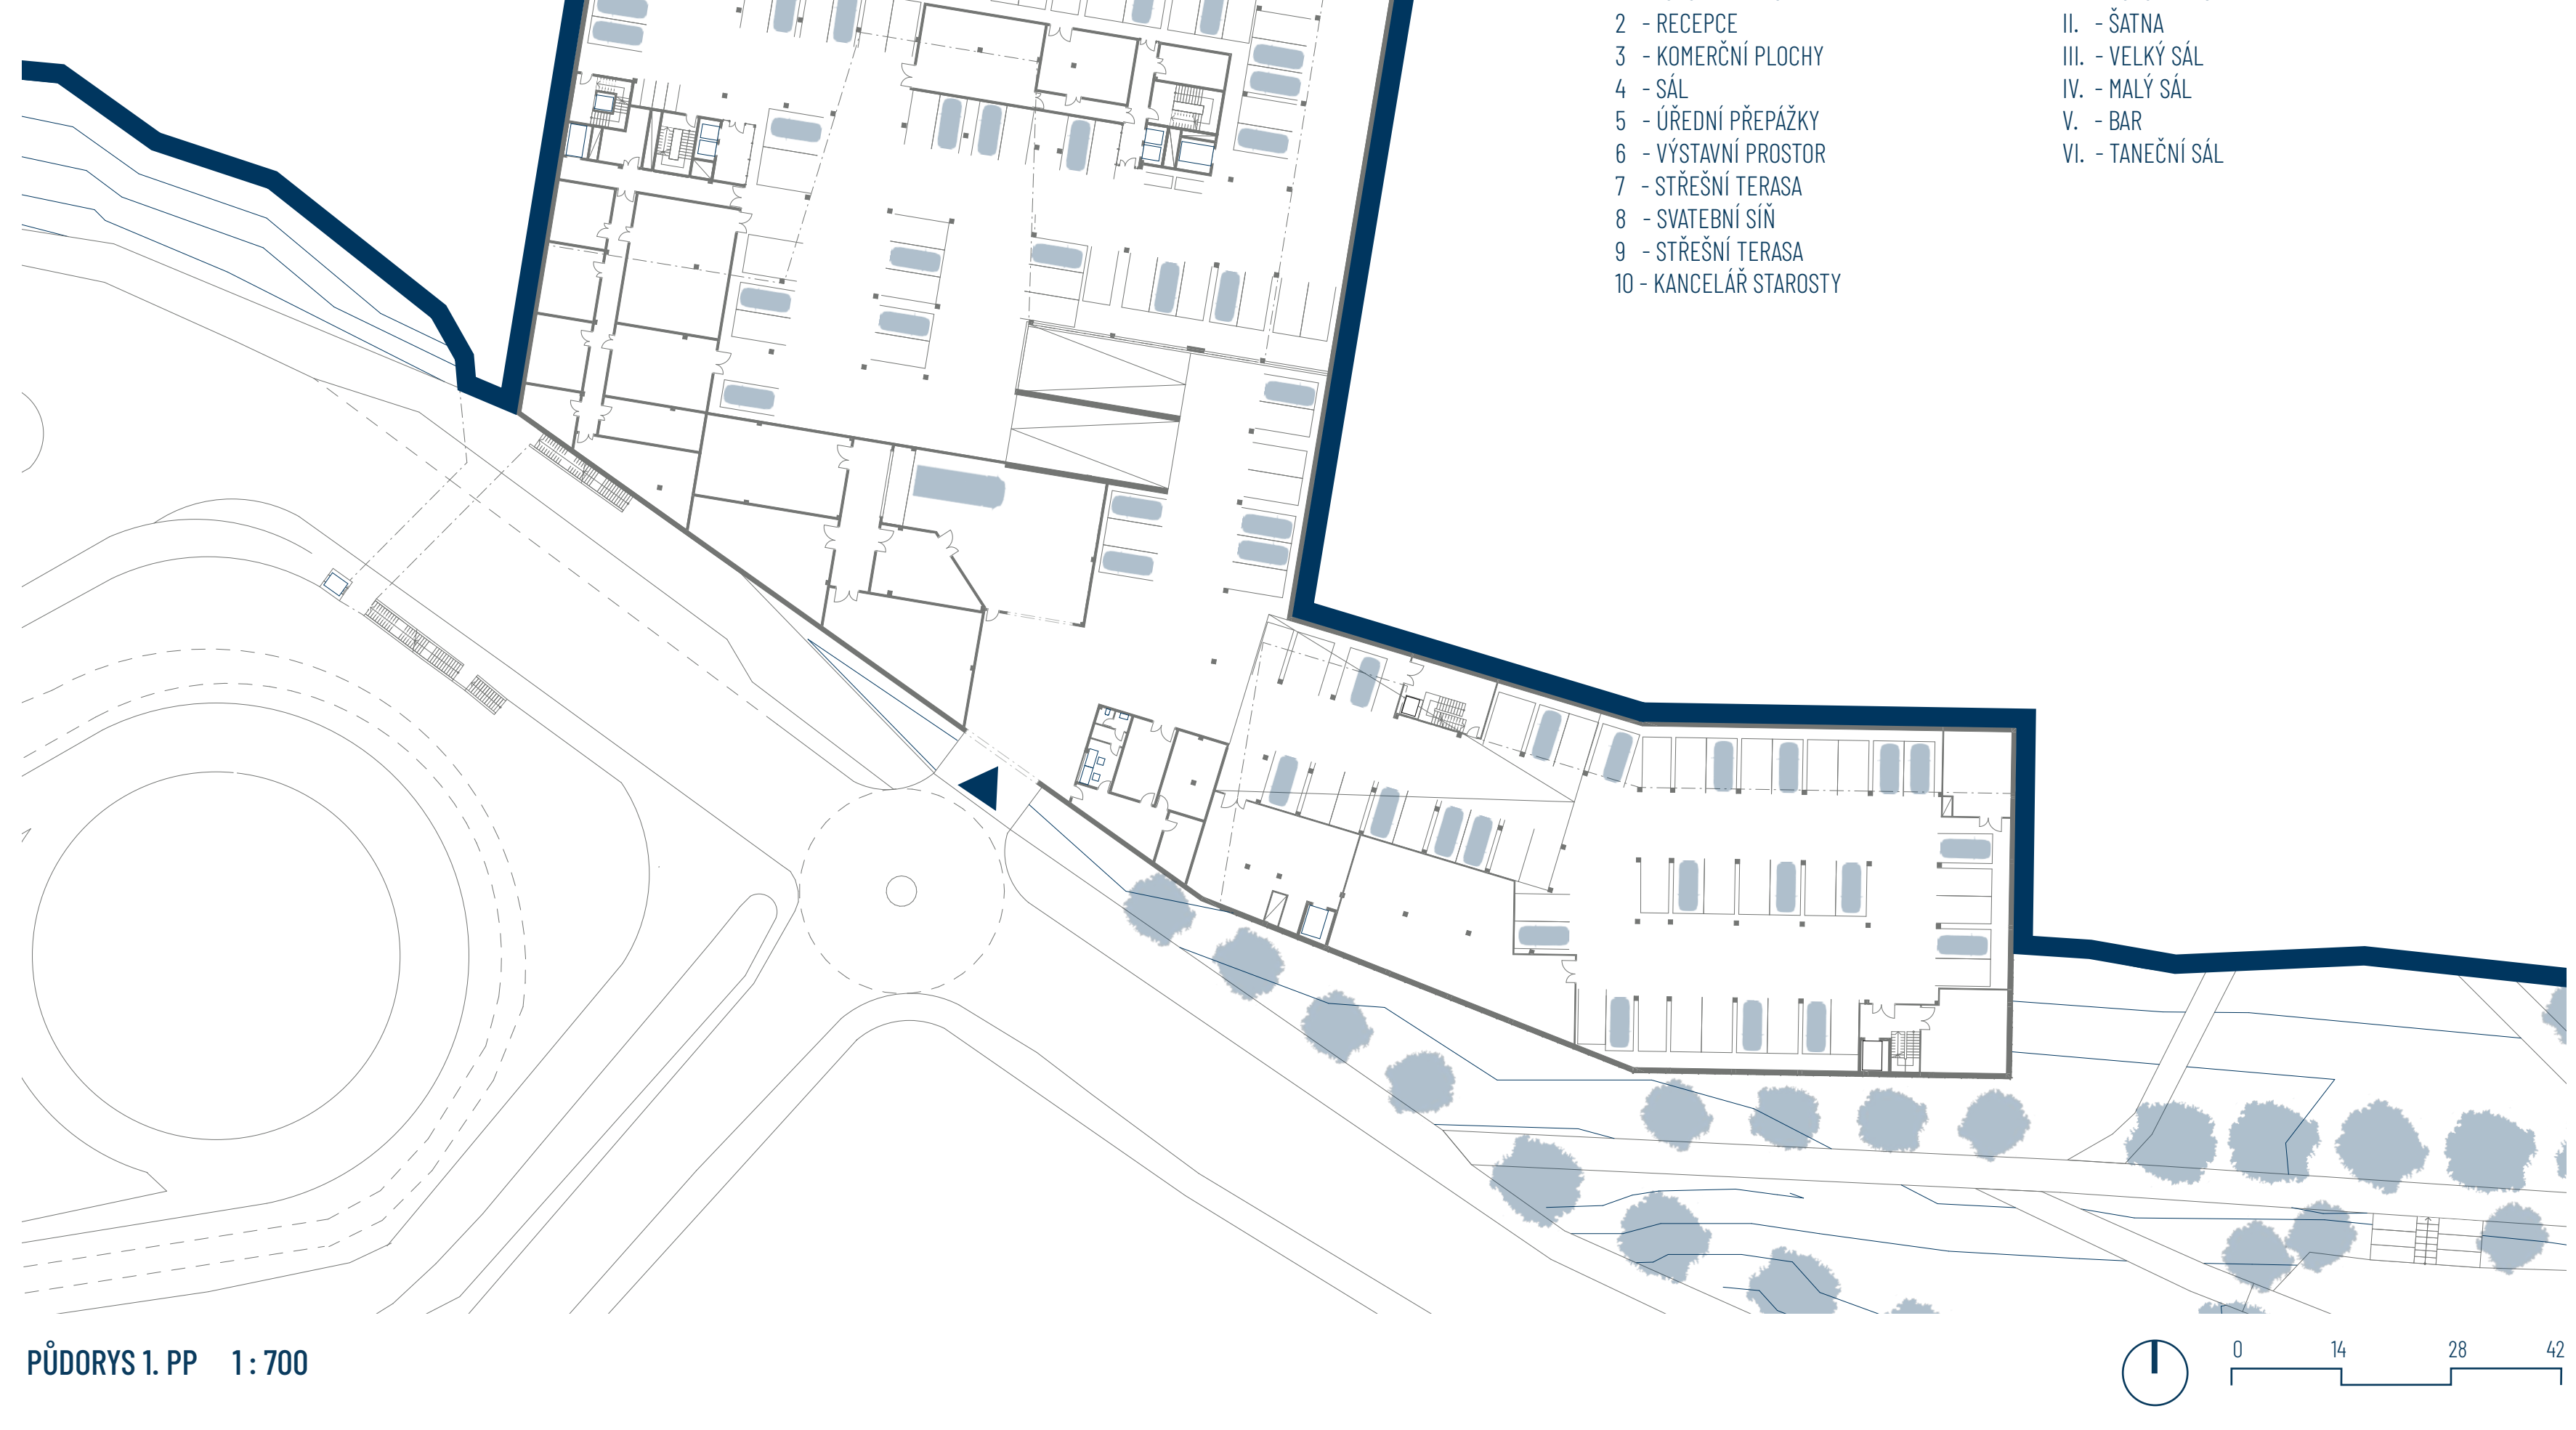 2 - RECEPCE
3 - KOMERČNÍ PLOCHY
4 - SÁL
5 - ÚŘEDNÍ PŘEPÁŽKY
6 - VÝSTAVNÍ PROSTOR
7 - STŘEŠNÍ TERASA
8 - SVATEBNÍ SÍŇ
9 - STŘEŠNÍ TERASA
10 - KANCELÁŘ STAROSTY
II. - ŠATNA
III. - VELKÝ SÁL
IV. - MALÝ SÁL
V. - BAR
VI. - TANEČNÍ SÁL
PŮDORYS 1. PP 1 : 700
0 14 28 42